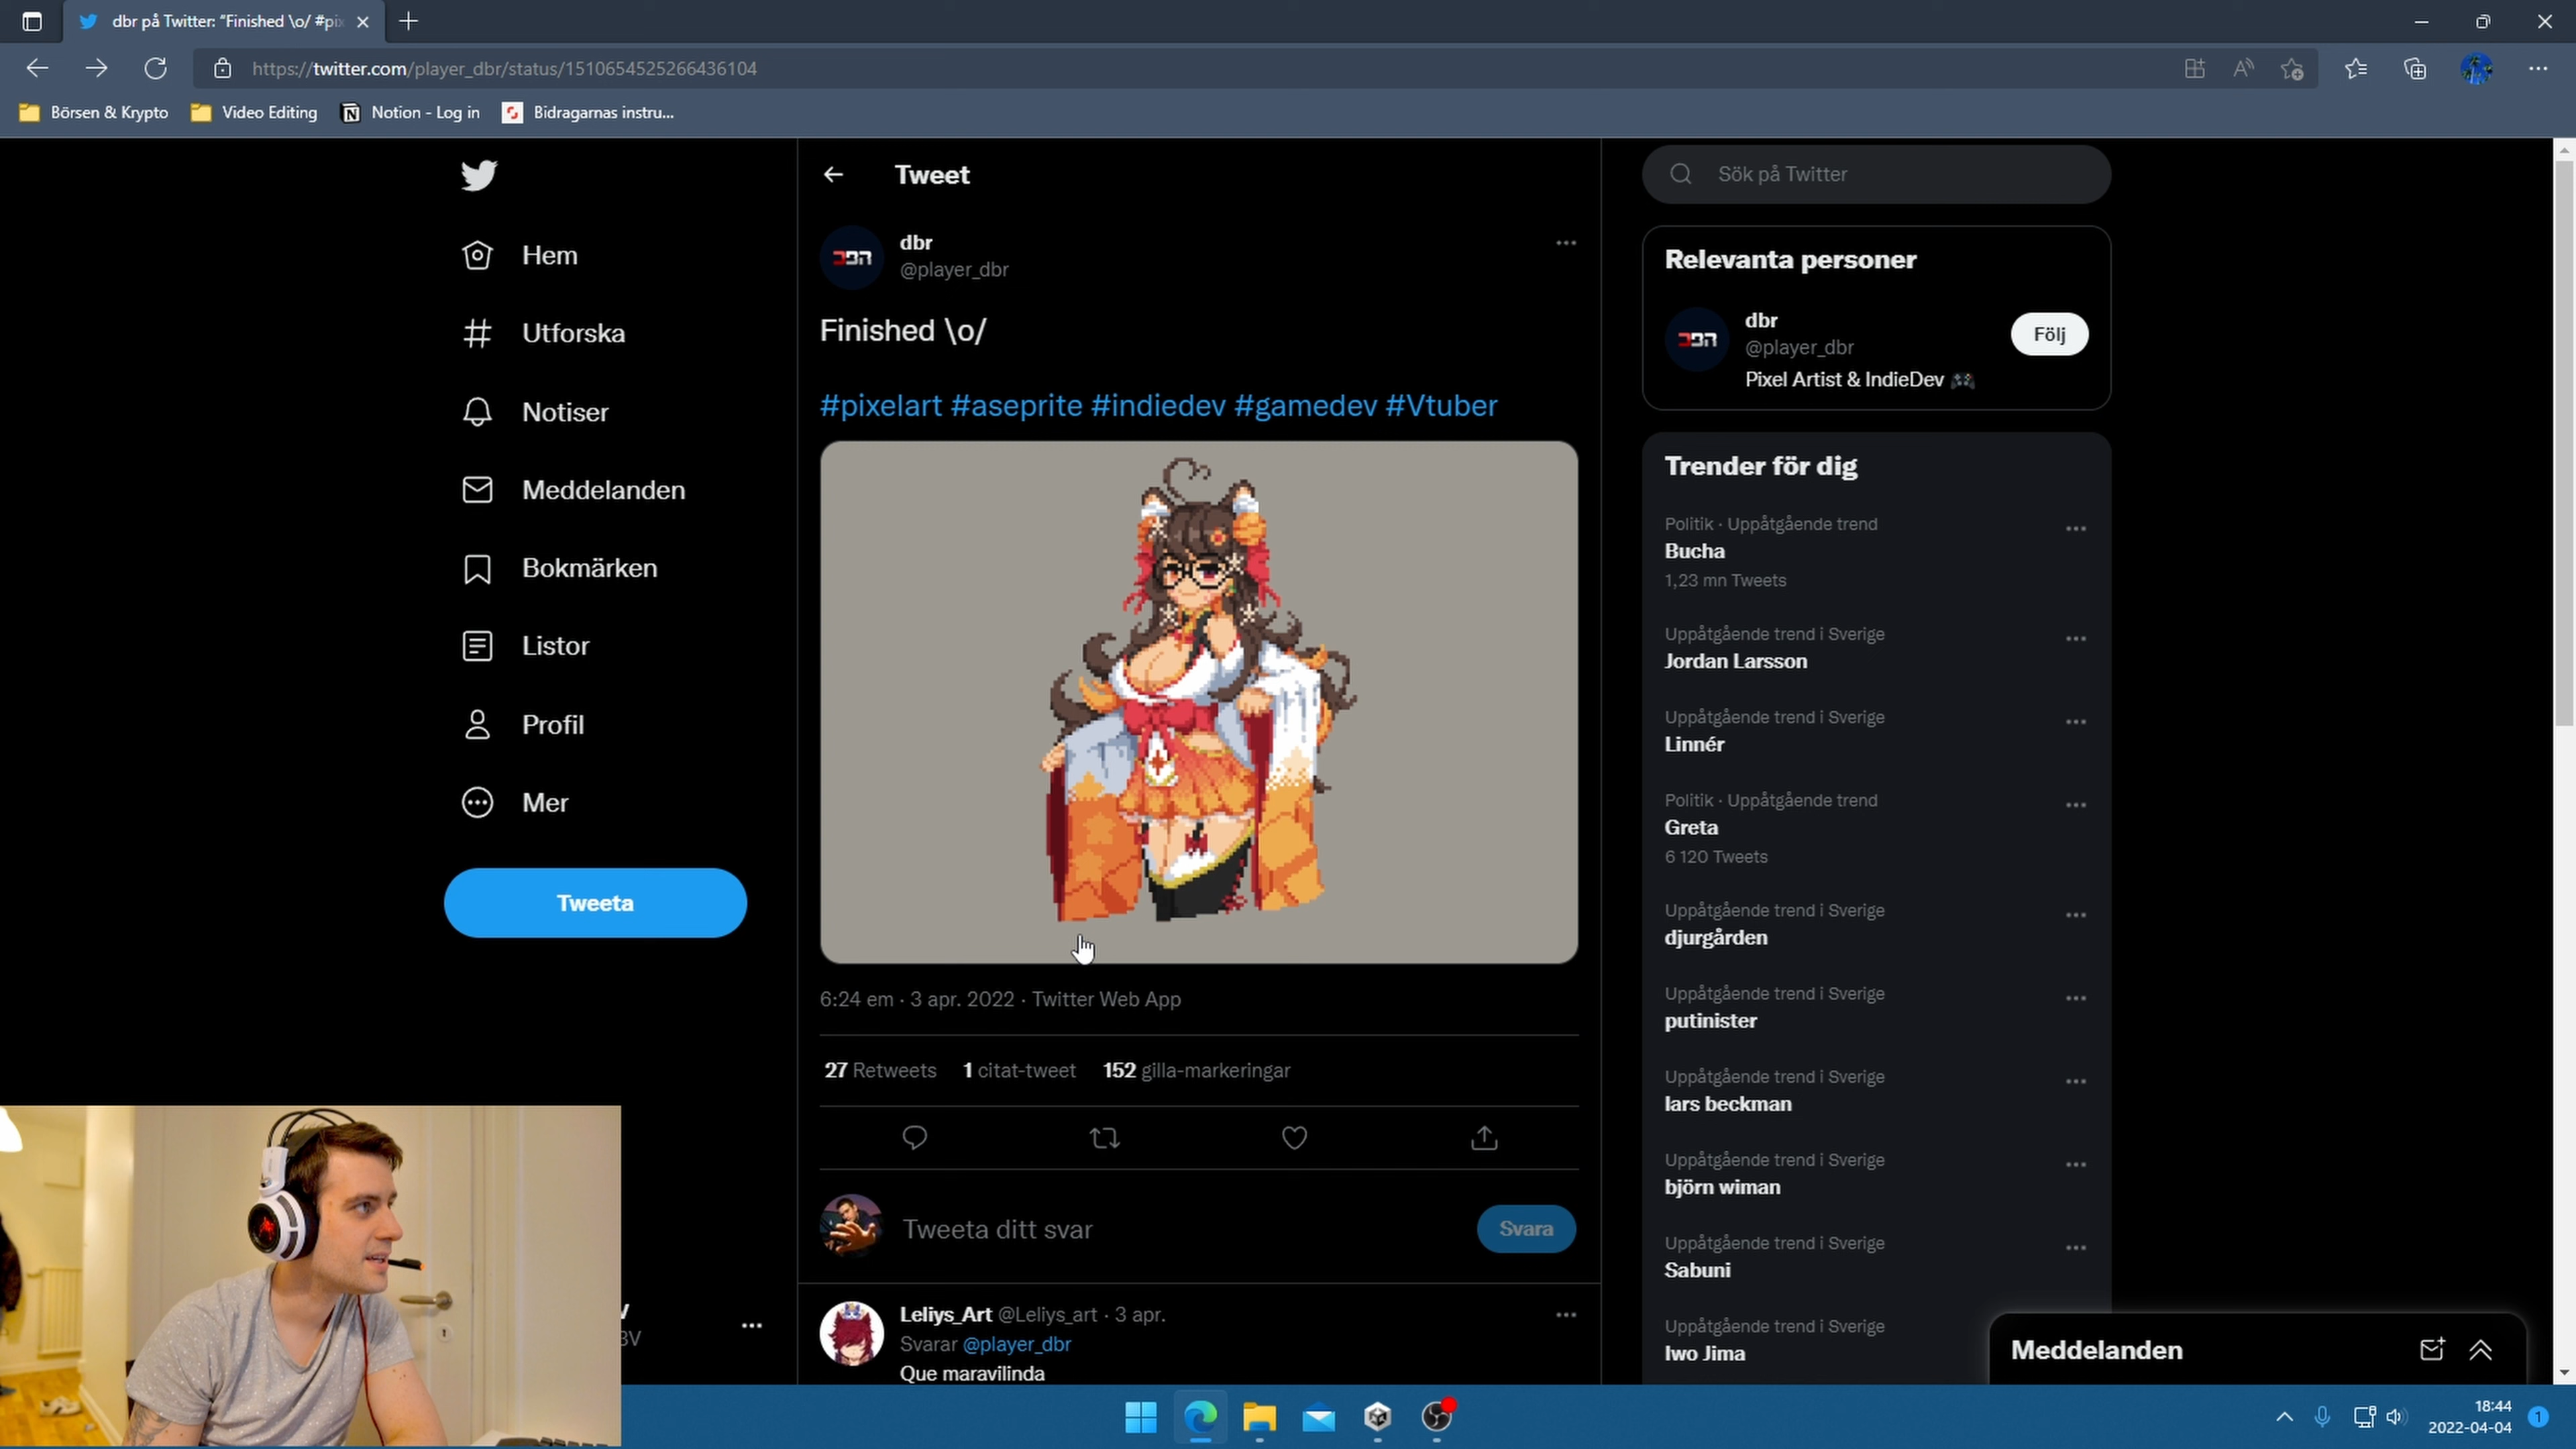 dbr på Twitter: "Finished \o/ #pix
https://twitter.com/player_dbr/status/1510654525266436104
Börsen & Krypto
Video Editing
Notion - Log in
Bidragarnas instru...
Hem
Utforska
Notiser
Meddelanden
Bokmärken
Listor
Profil
Mer
Tweeta
Tweet
DBR
dbr
@player_dbr
Finished \o/
#pixelart #aseprite #indiedev #gamedev #Vtuber
6:24 em · 3 apr. 2022 · Twitter Web App
27 Retweets 1 citat-tweet 152 gilla-markeringar
Tweeta ditt svar
Svara
Leliys_Art @Leliys_art · 3 apr.
Svarar @player_dbr
Que maravilinda
Sök på Twitter
Relevanta personer
DBR
dbr
@player_dbr
Följ
Pixel Artist & IndieDev
Trender för dig
Politik · Uppåtgående trend
Bucha
1,23 mn Tweets
Uppåtgående trend i Sverige
Jordan Larsson
Uppåtgående trend i Sverige
Linnér
Politik · Uppåtgående trend
Greta
6 120 Tweets
Uppåtgående trend i Sverige
djurgården
Uppåtgående trend i Sverige
putinister
Uppåtgående trend i Sverige
lars beckman
Uppåtgående trend i Sverige
björn wiman
Uppåtgående trend i Sverige
Sabuni
Uppåtgående trend i Sverige
Iwo Jima
Meddelanden
18:44
2022-04-04
1